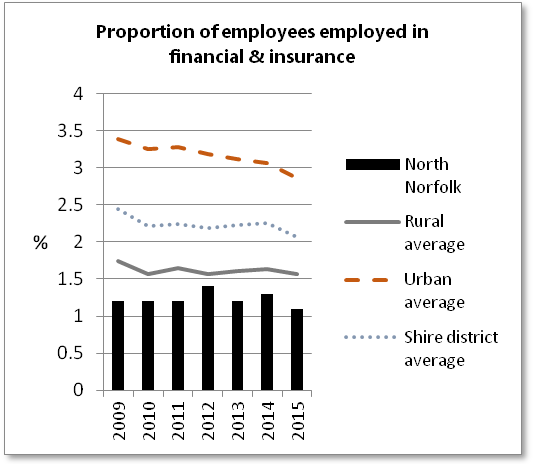 Proportion of employees employed in
financial & insurance
4
3.5
3
2.5
2
1.5
1
0.5
0
%
2009
2010
2011
2012
2013
2014
2015
North
Norfolk
Rural
average
Urban
average
Shire district
average